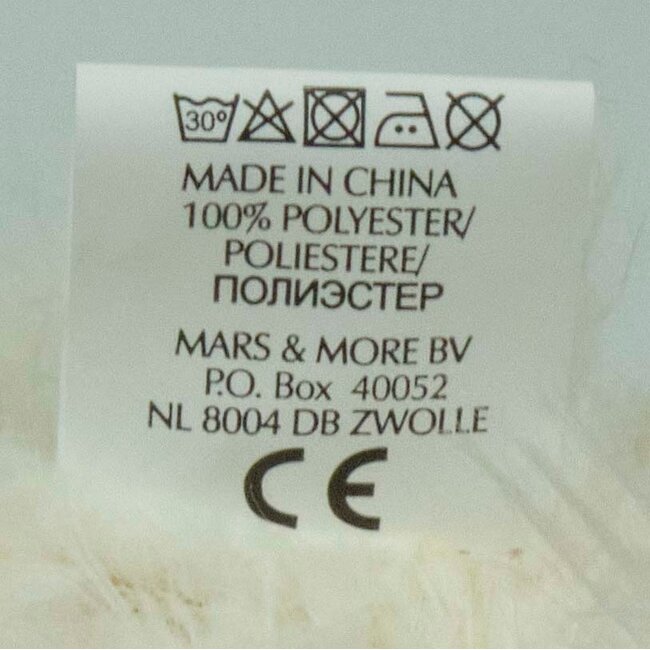 30°
MADE IN CHINA
100% POLYESTER/
POLIESTERE/
ПОЛИЭСТЕР
MARS & MORE BV
P.O. Box 40052
NL 8004 DB ZWOLLE
CE